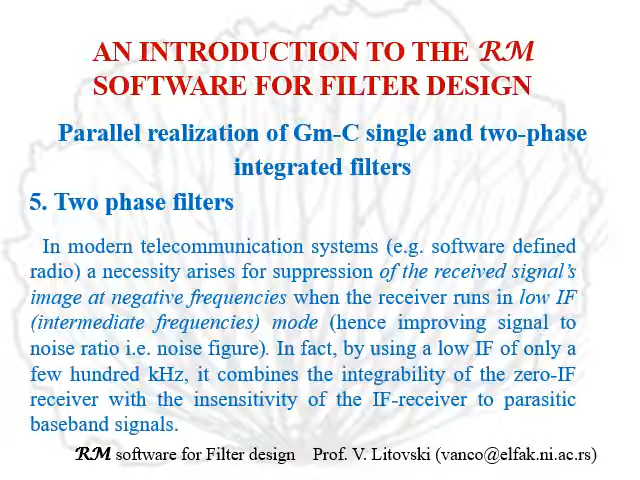 AN INTRODUCTION TO THE RM
SOFTWARE FOR FILTER DESIGN
Parallel realization of Gm-C single and two-phase
integrated filters
5. Two phase filters
In modern telecommunication systems (e.g. software defined
radio) a necessity arises for suppression of the received signal's
image at negative frequencies when the receiver runs in low IF
(intermediate frequencies) mode (hence improving signal to
noise ratio i.e. noise figure). In fact, by using a low IF of only a
few hundred kHz, it combines the integrability of the zero-IF
receiver with the insensitivity of the IF-receiver to parasitic
baseband signals.
RM software for Filter design Prof. V. Litovski (vanco@elfak.ni.ac.rs)